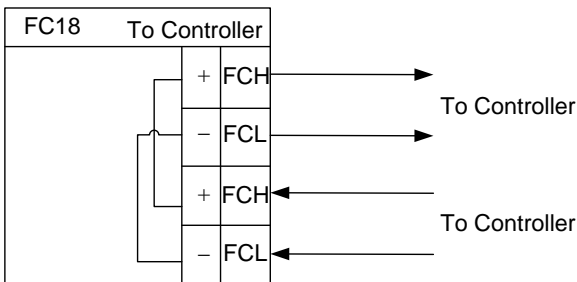 FC18 To Controller
+ FCH
− FCL
To Controller
+ FCH
− FCL
To Controller